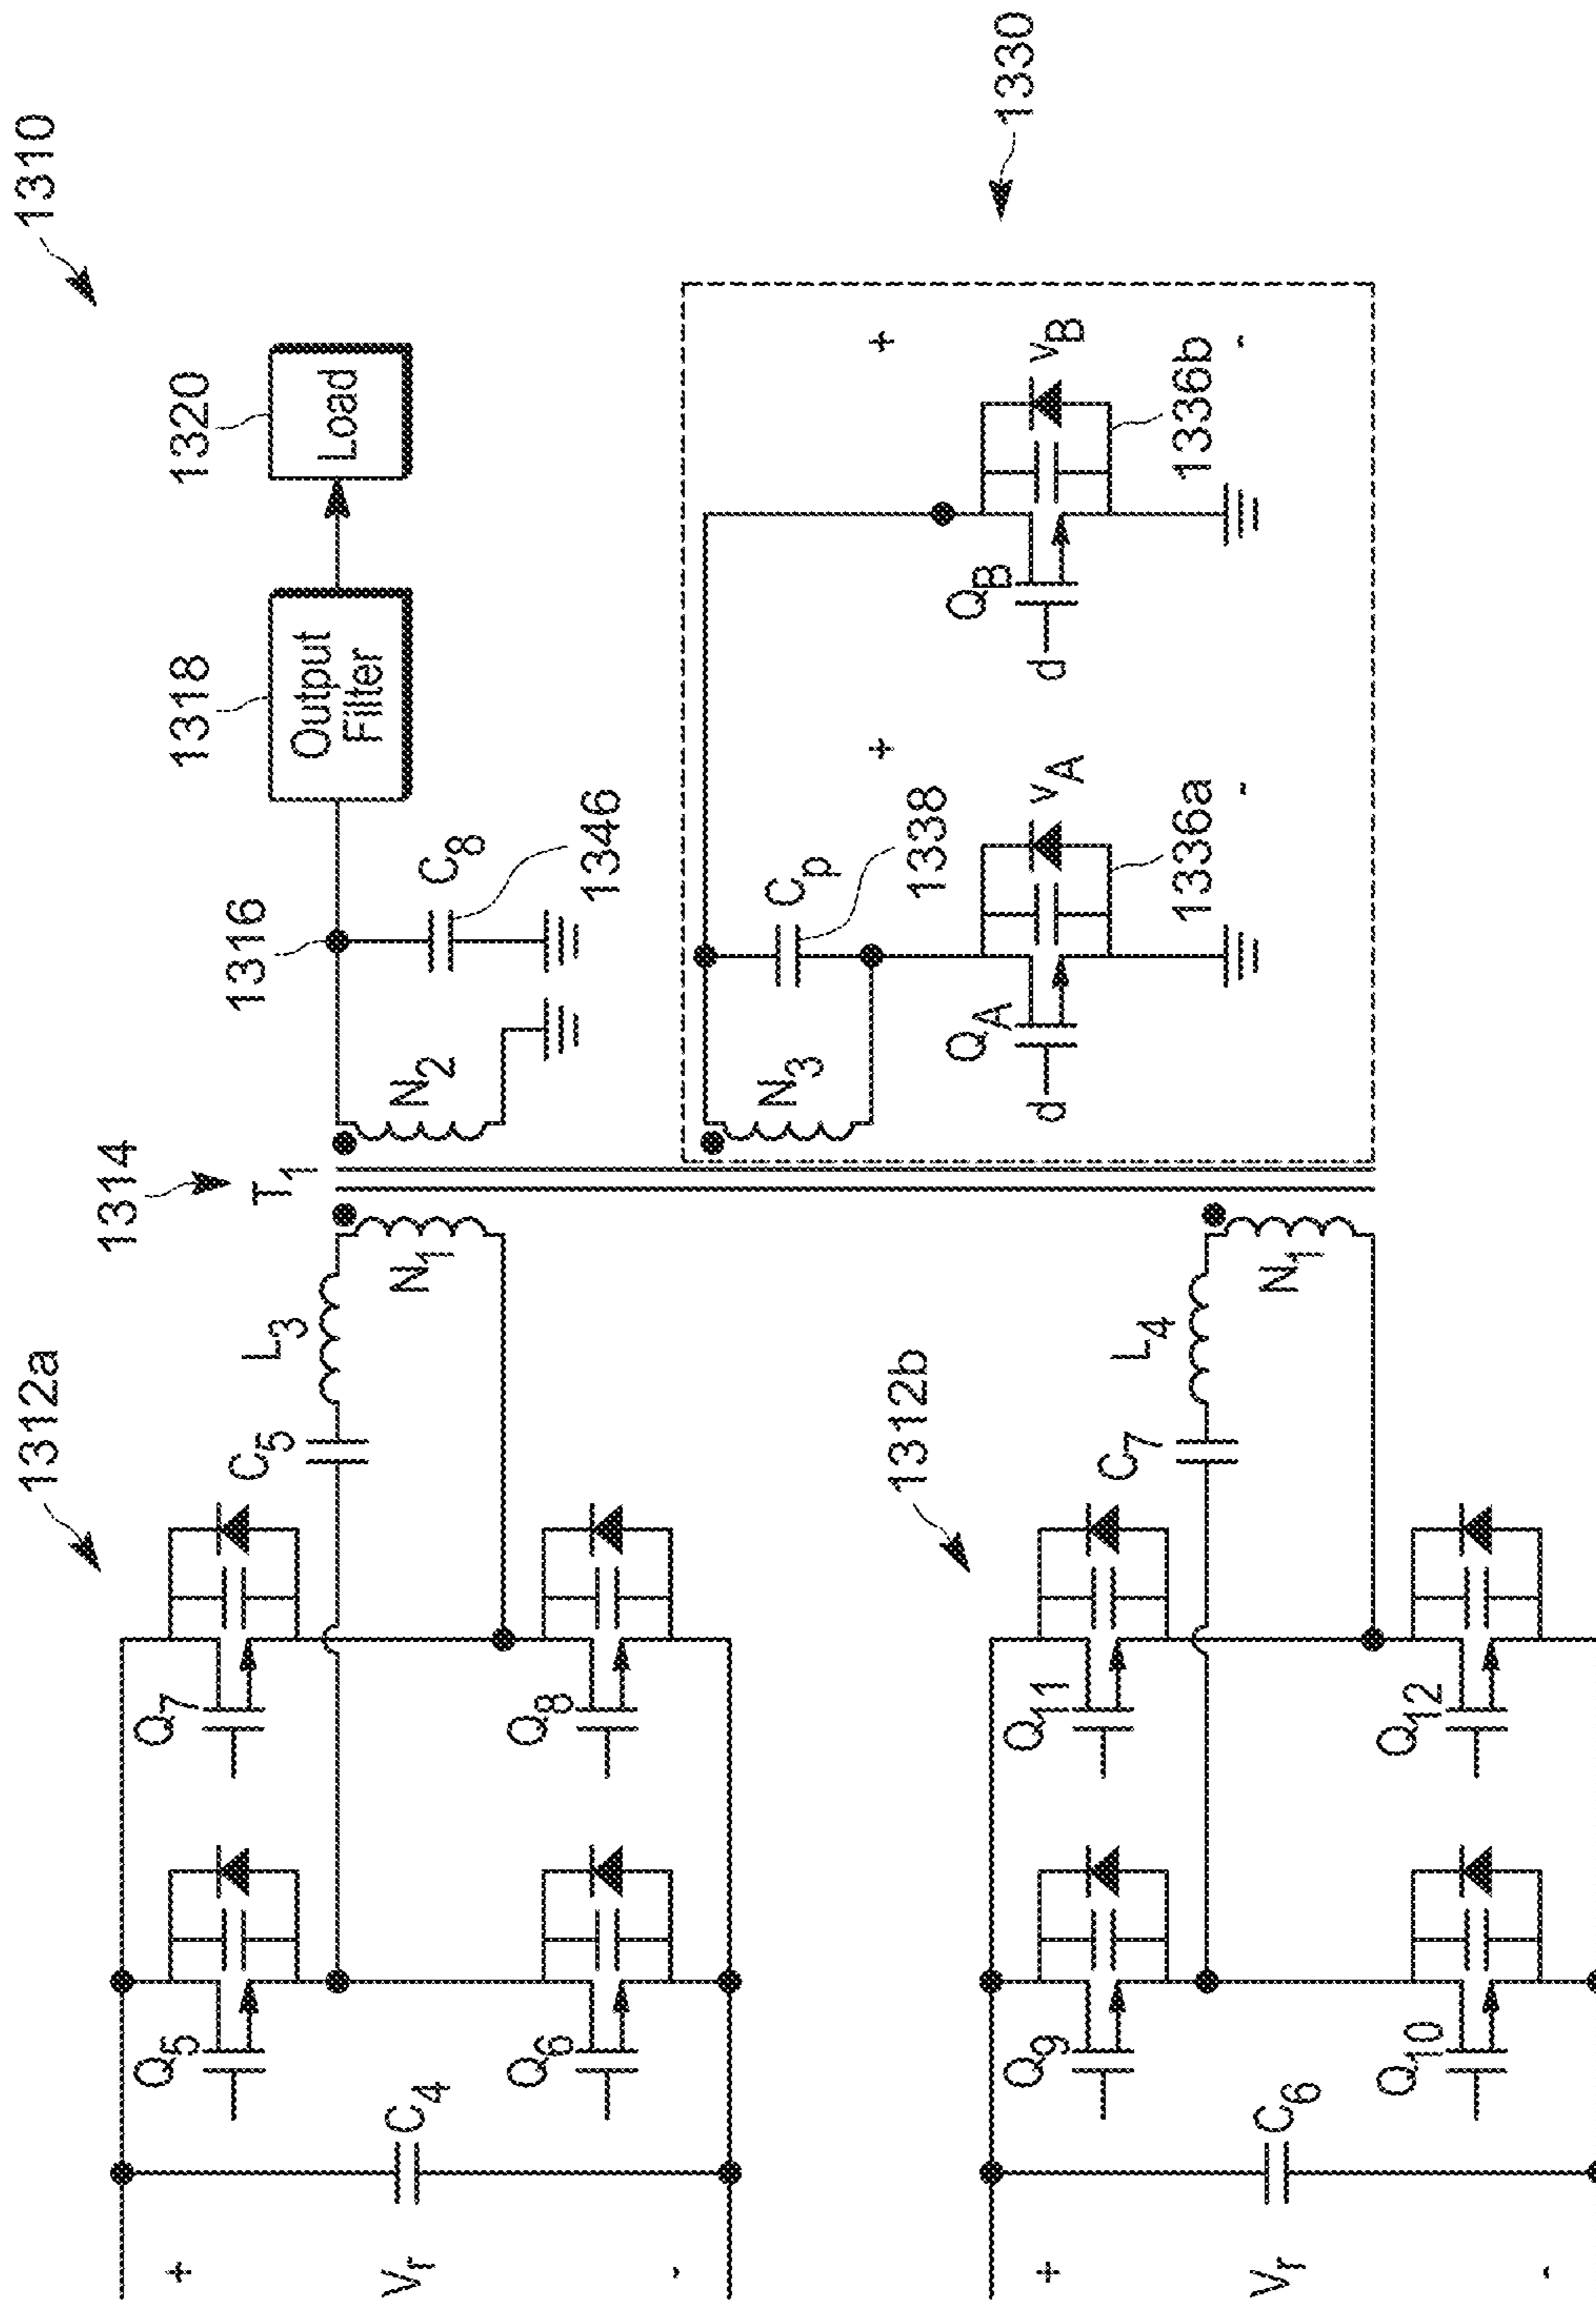 1310
1312a
1314
T1
1316
1318
1320
Output
Filter
Load
C8
1346
N2
L3
C5
N1
Q7
Q5
Q8
Q6
C4
+
Vr
-
1330
N3
Cp
1338
+
+
QA
d
vA
1336a
-
QB
d
vB
1336b
-
1312b
L4
C7
N1
Q11
Q9
Q12
Q10
C6
+
Vr
-